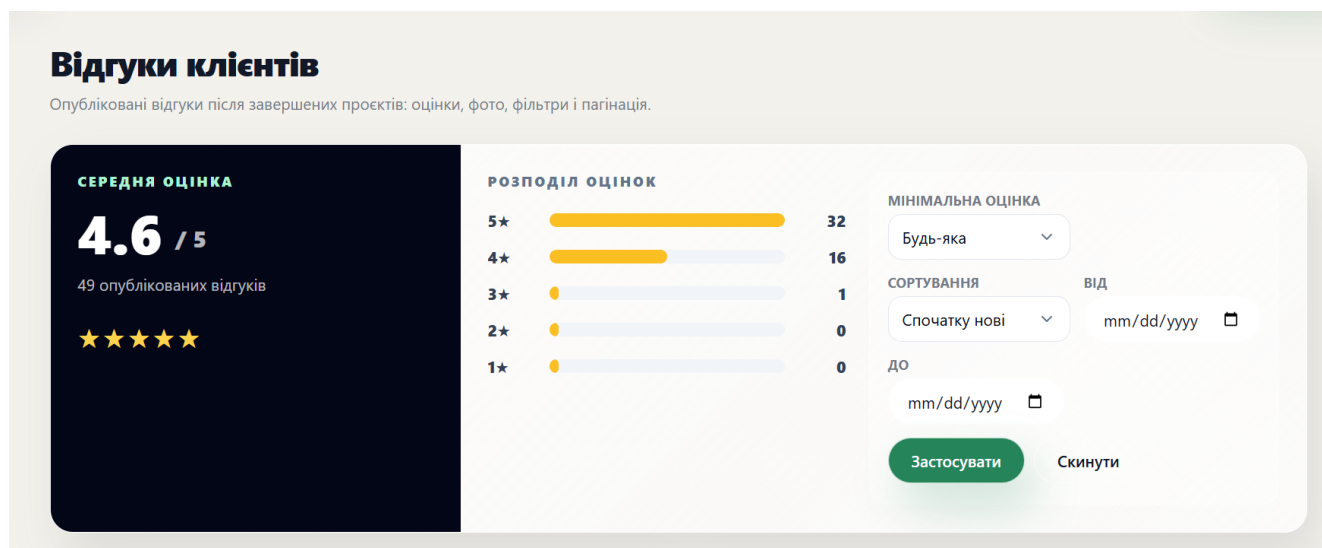 Відгуки клієнтів
Опубліковані відгуки після завершених проєктів: оцінки, фото, фільтри і пагінація.
СЕРЕДНЯ ОЦІНКА
4.6 / 5
49 опублікованих відгуків
★★★★★
РОЗПОДІЛ ОЦІНОК
5★ 32
4★ 16
3★ 1
2★ 0
1★ 0
МІНІМАЛЬНА ОЦІНКА
Будь-яка
СОРТУВАННЯ ВІД
Спочатку нові mm/dd/yyyy
ДО
mm/dd/yyyy
Застосувати Скинути